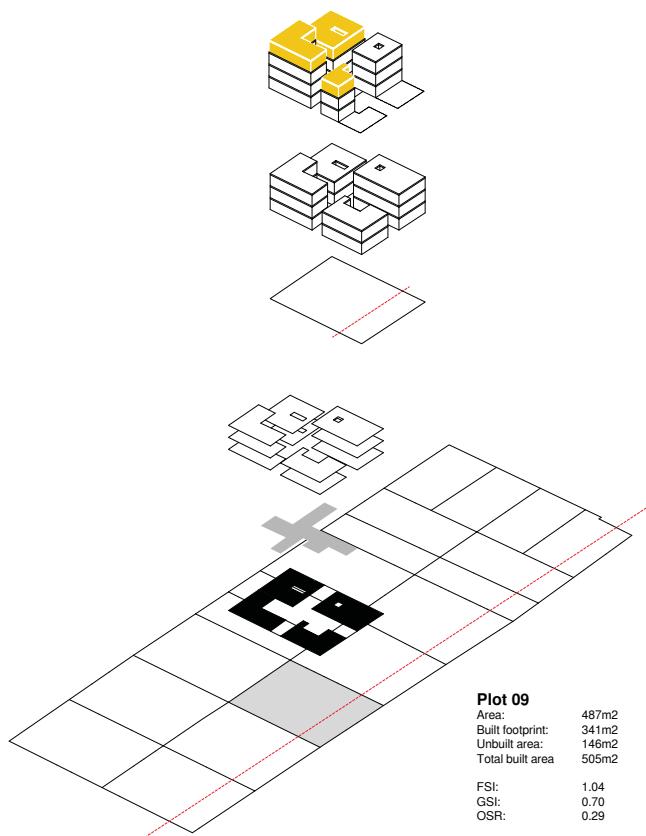 Plot 09
Area: 487m2
Built footprint: 341m2
Unbuilt area: 146m2
Total built area 505m2
FSI: 1.04
GSI: 0.70
OSR: 0.29